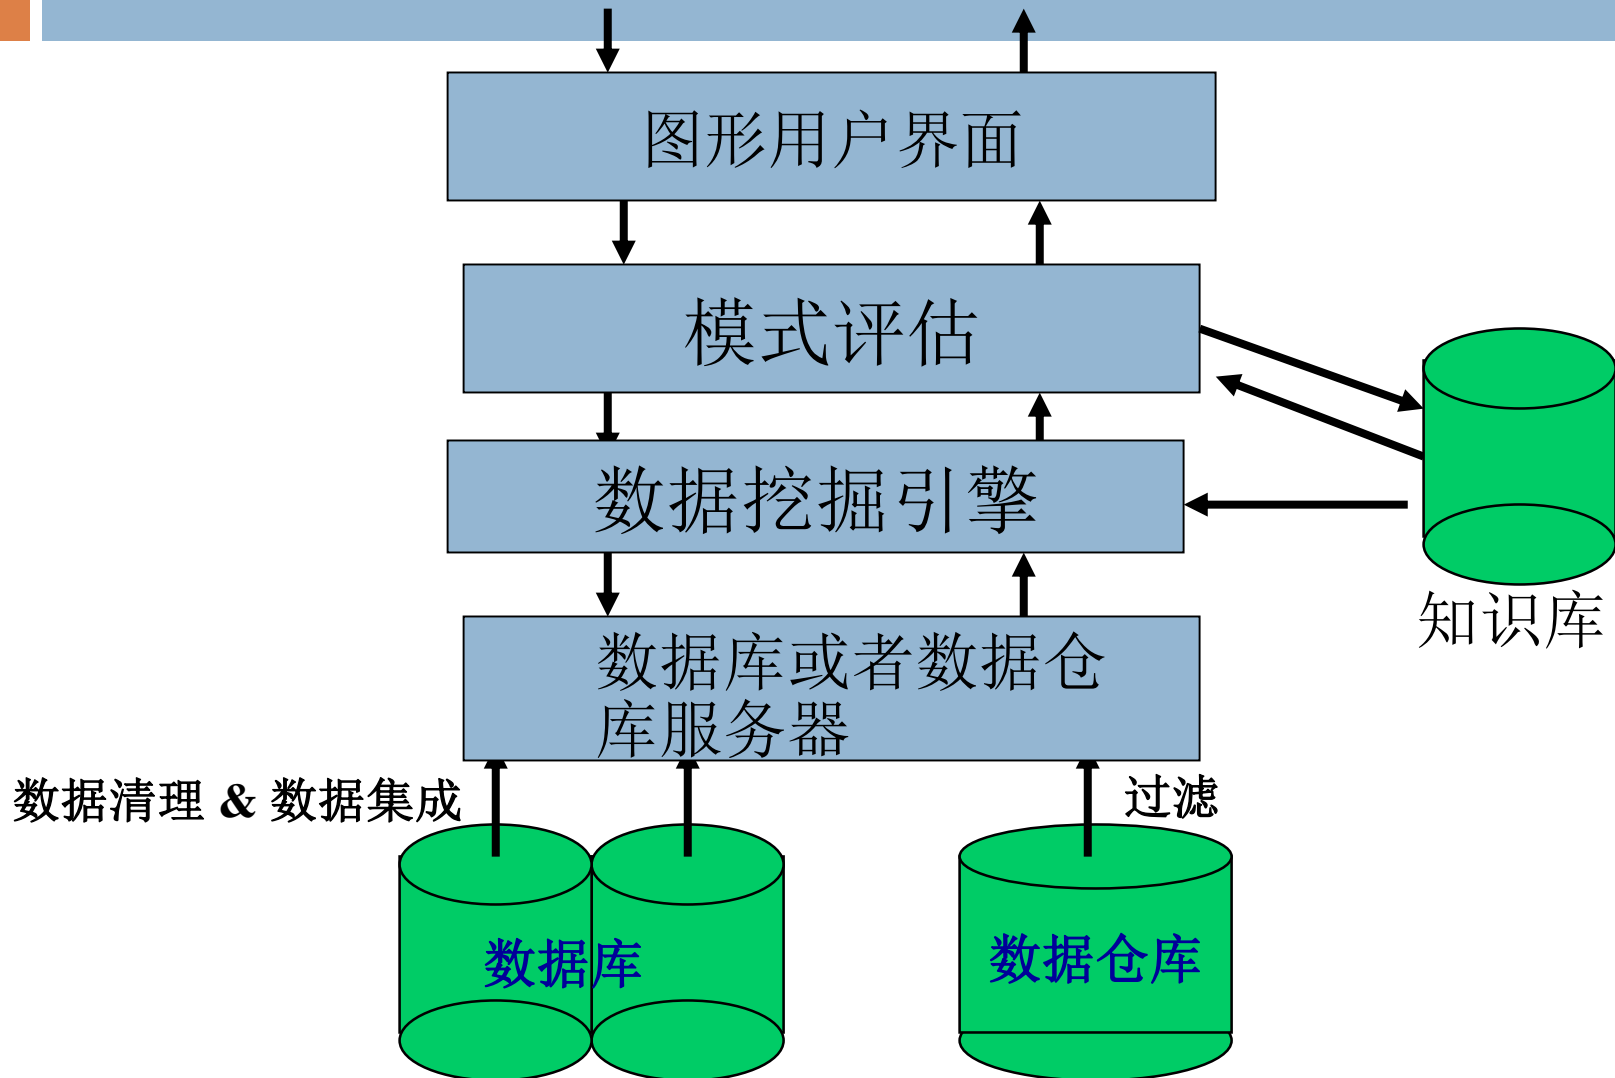 图形用户界面
模式评估
数据挖掘引擎
知识库
数据库或者数据仓
库服务器
数据清理 & 数据集成
过滤
数据库
数据仓库